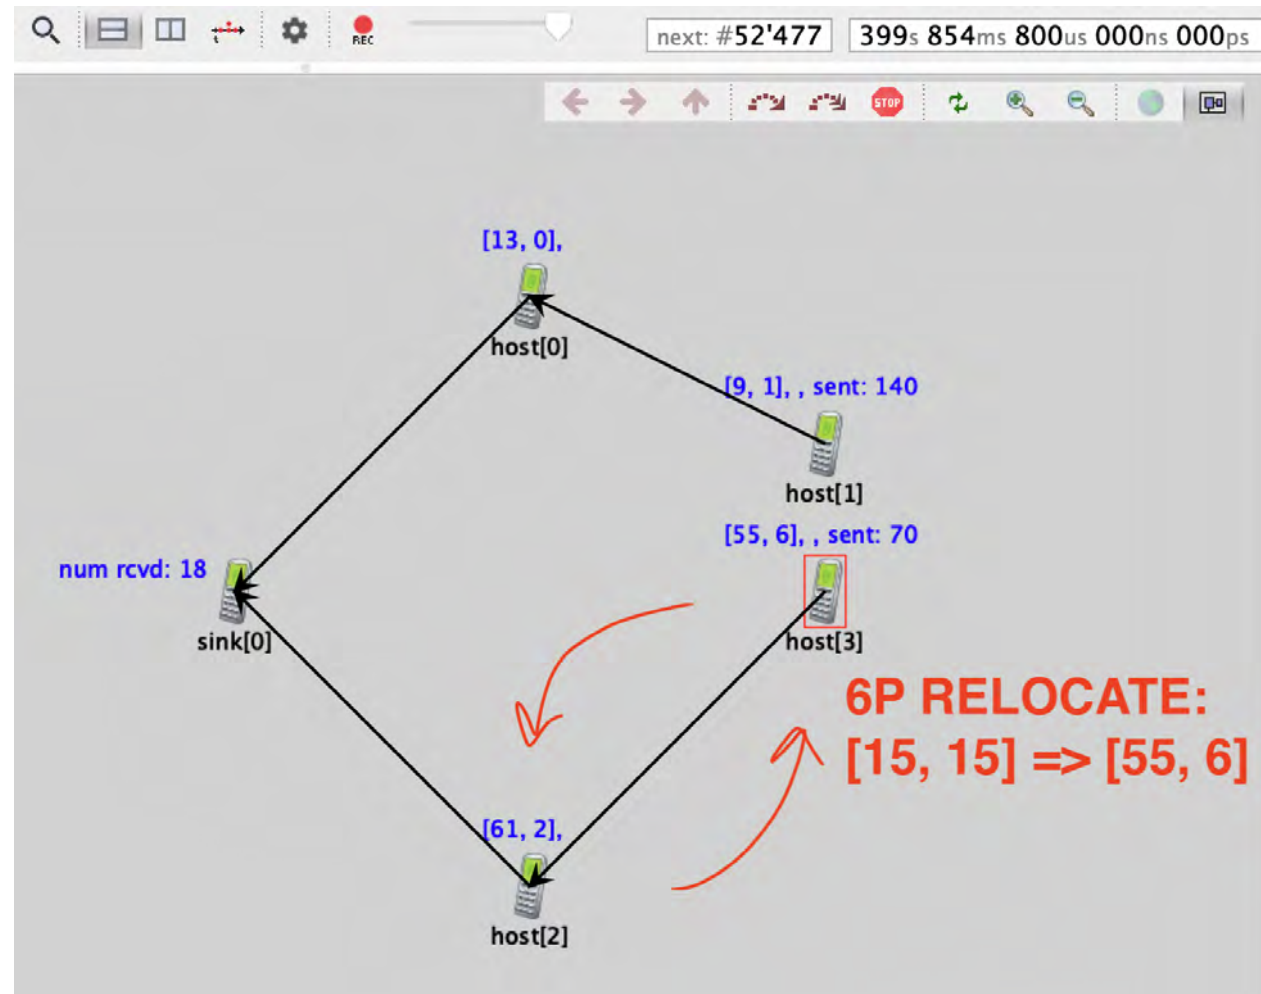 REC
next: #52'477
399s 854ms 800us 000ns 000ps
STOP
[13, 0],
host[0]
[9, 1], , sent: 140
host[1]
[55, 6], , sent: 70
num rcvd: 18
sink[0]
host[3]
6P RELOCATE:
[15, 15] => [55, 6]
[61, 2],
host[2]